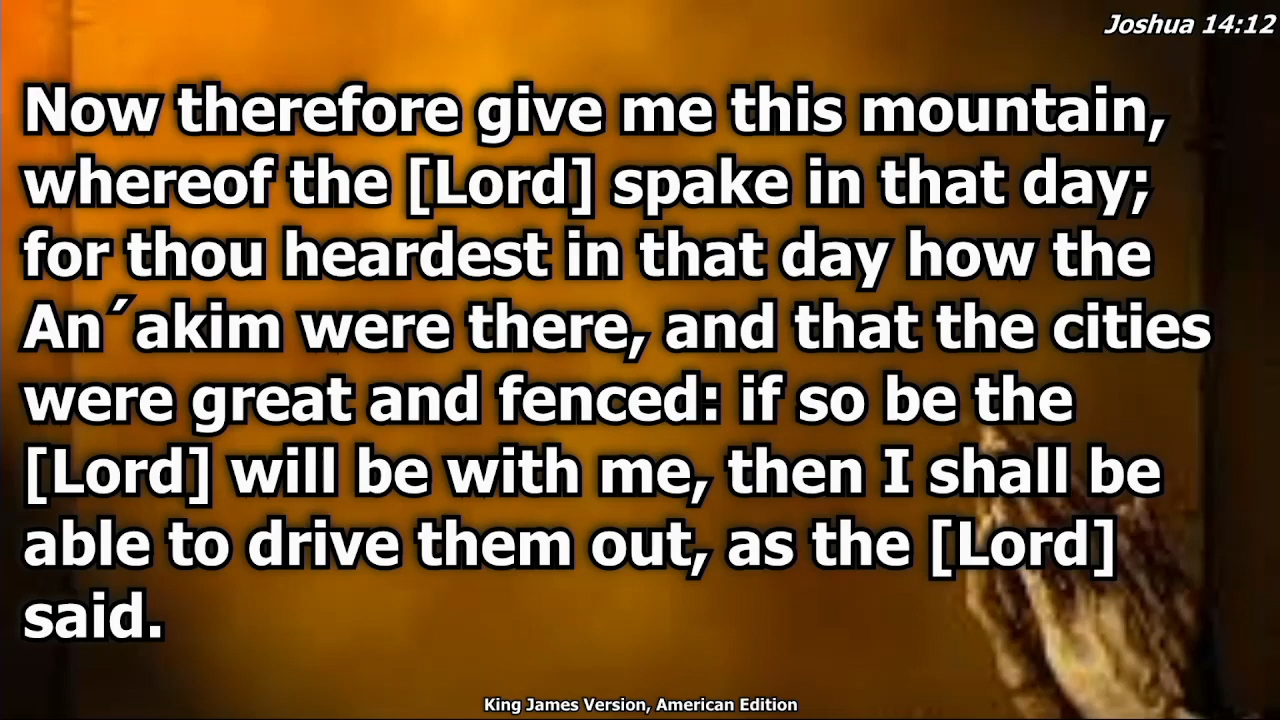 Joshua 14:12
Now therefore give me this mountain,
whereof the [Lord] spake in that day;
for thou heardest in that day how the
An´akim were there, and that the cities
were great and fenced: if so be the
[Lord] will be with me, then I shall be
able to drive them out, as the [Lord]
said.
King James Version, American Edition